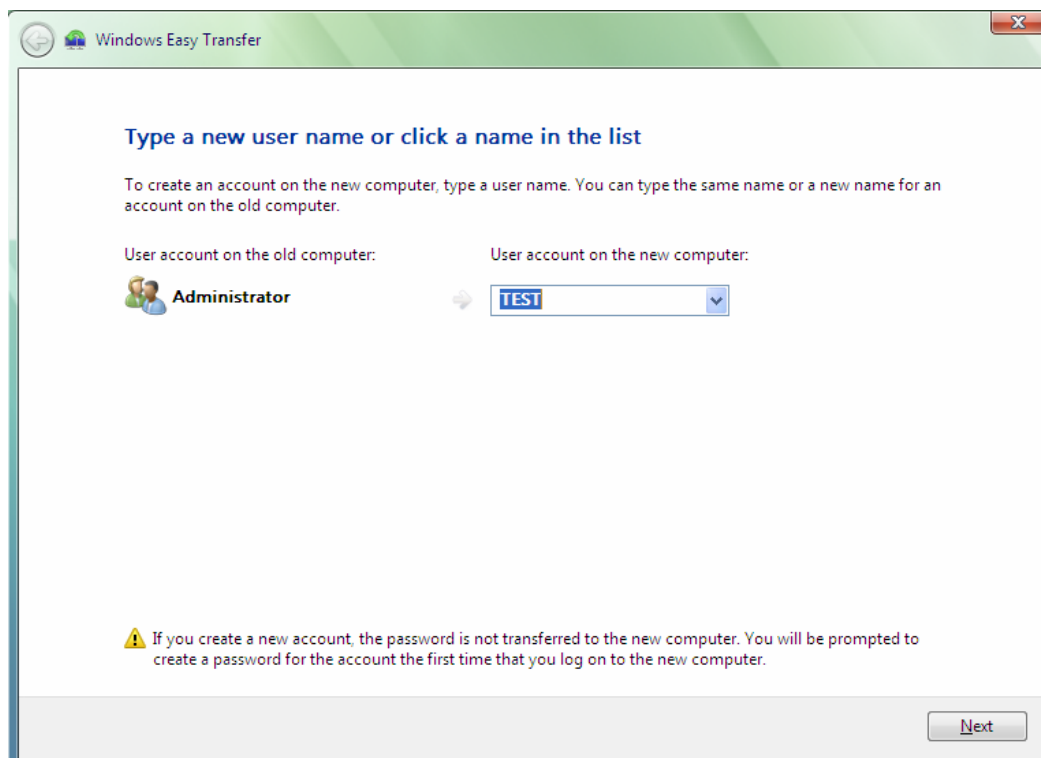 Windows Easy Transfer
Type a new user name or click a name in the list
To create an account on the new computer, type a user name. You can type the same name or a new name for an
account on the old computer.
User account on the old computer: User account on the new computer:
Administrator TEST
If you create a new account, the password is not transferred to the new computer. You will be prompted to
create a password for the account the first time that you log on to the new computer.
Next